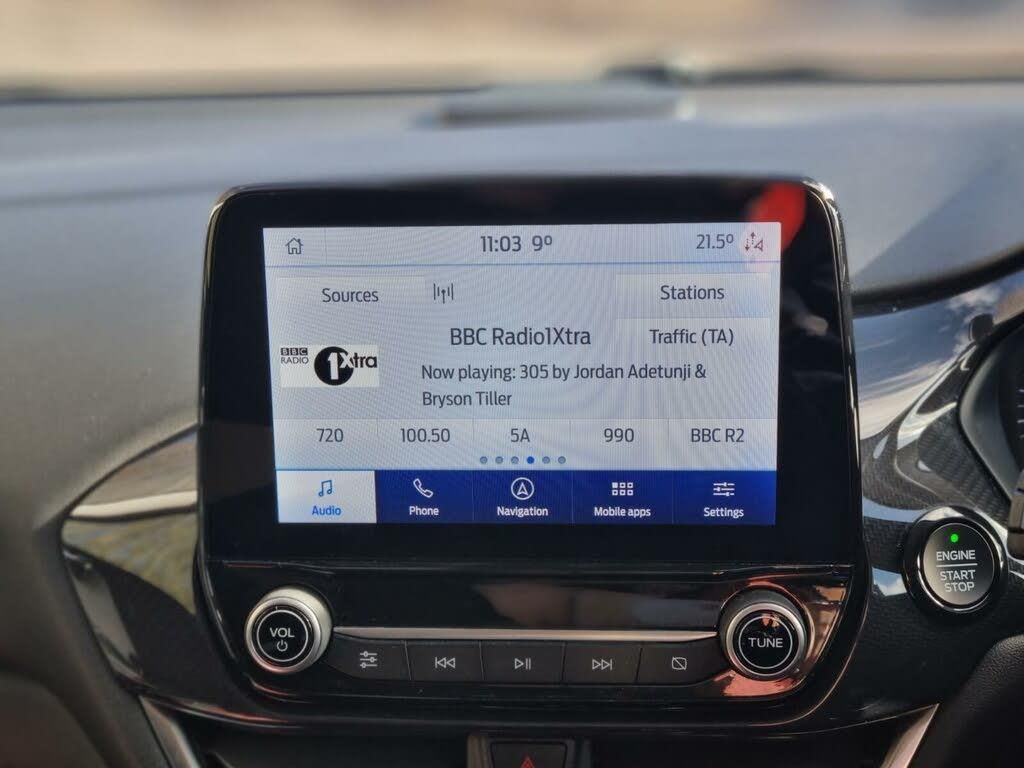 11:03 9º
21.5º
Sources
Stations
BBC Radio1Xtra
Traffic (TA)
BBC
RADIO
1Xtra
Now playing: 305 by Jordan Adetunji &
Bryson Tiller
720 100.50 5A 990 BBC R2
Audio Phone Navigation Mobile apps Settings
ENGINE
START
STOP
VOL
TUNE